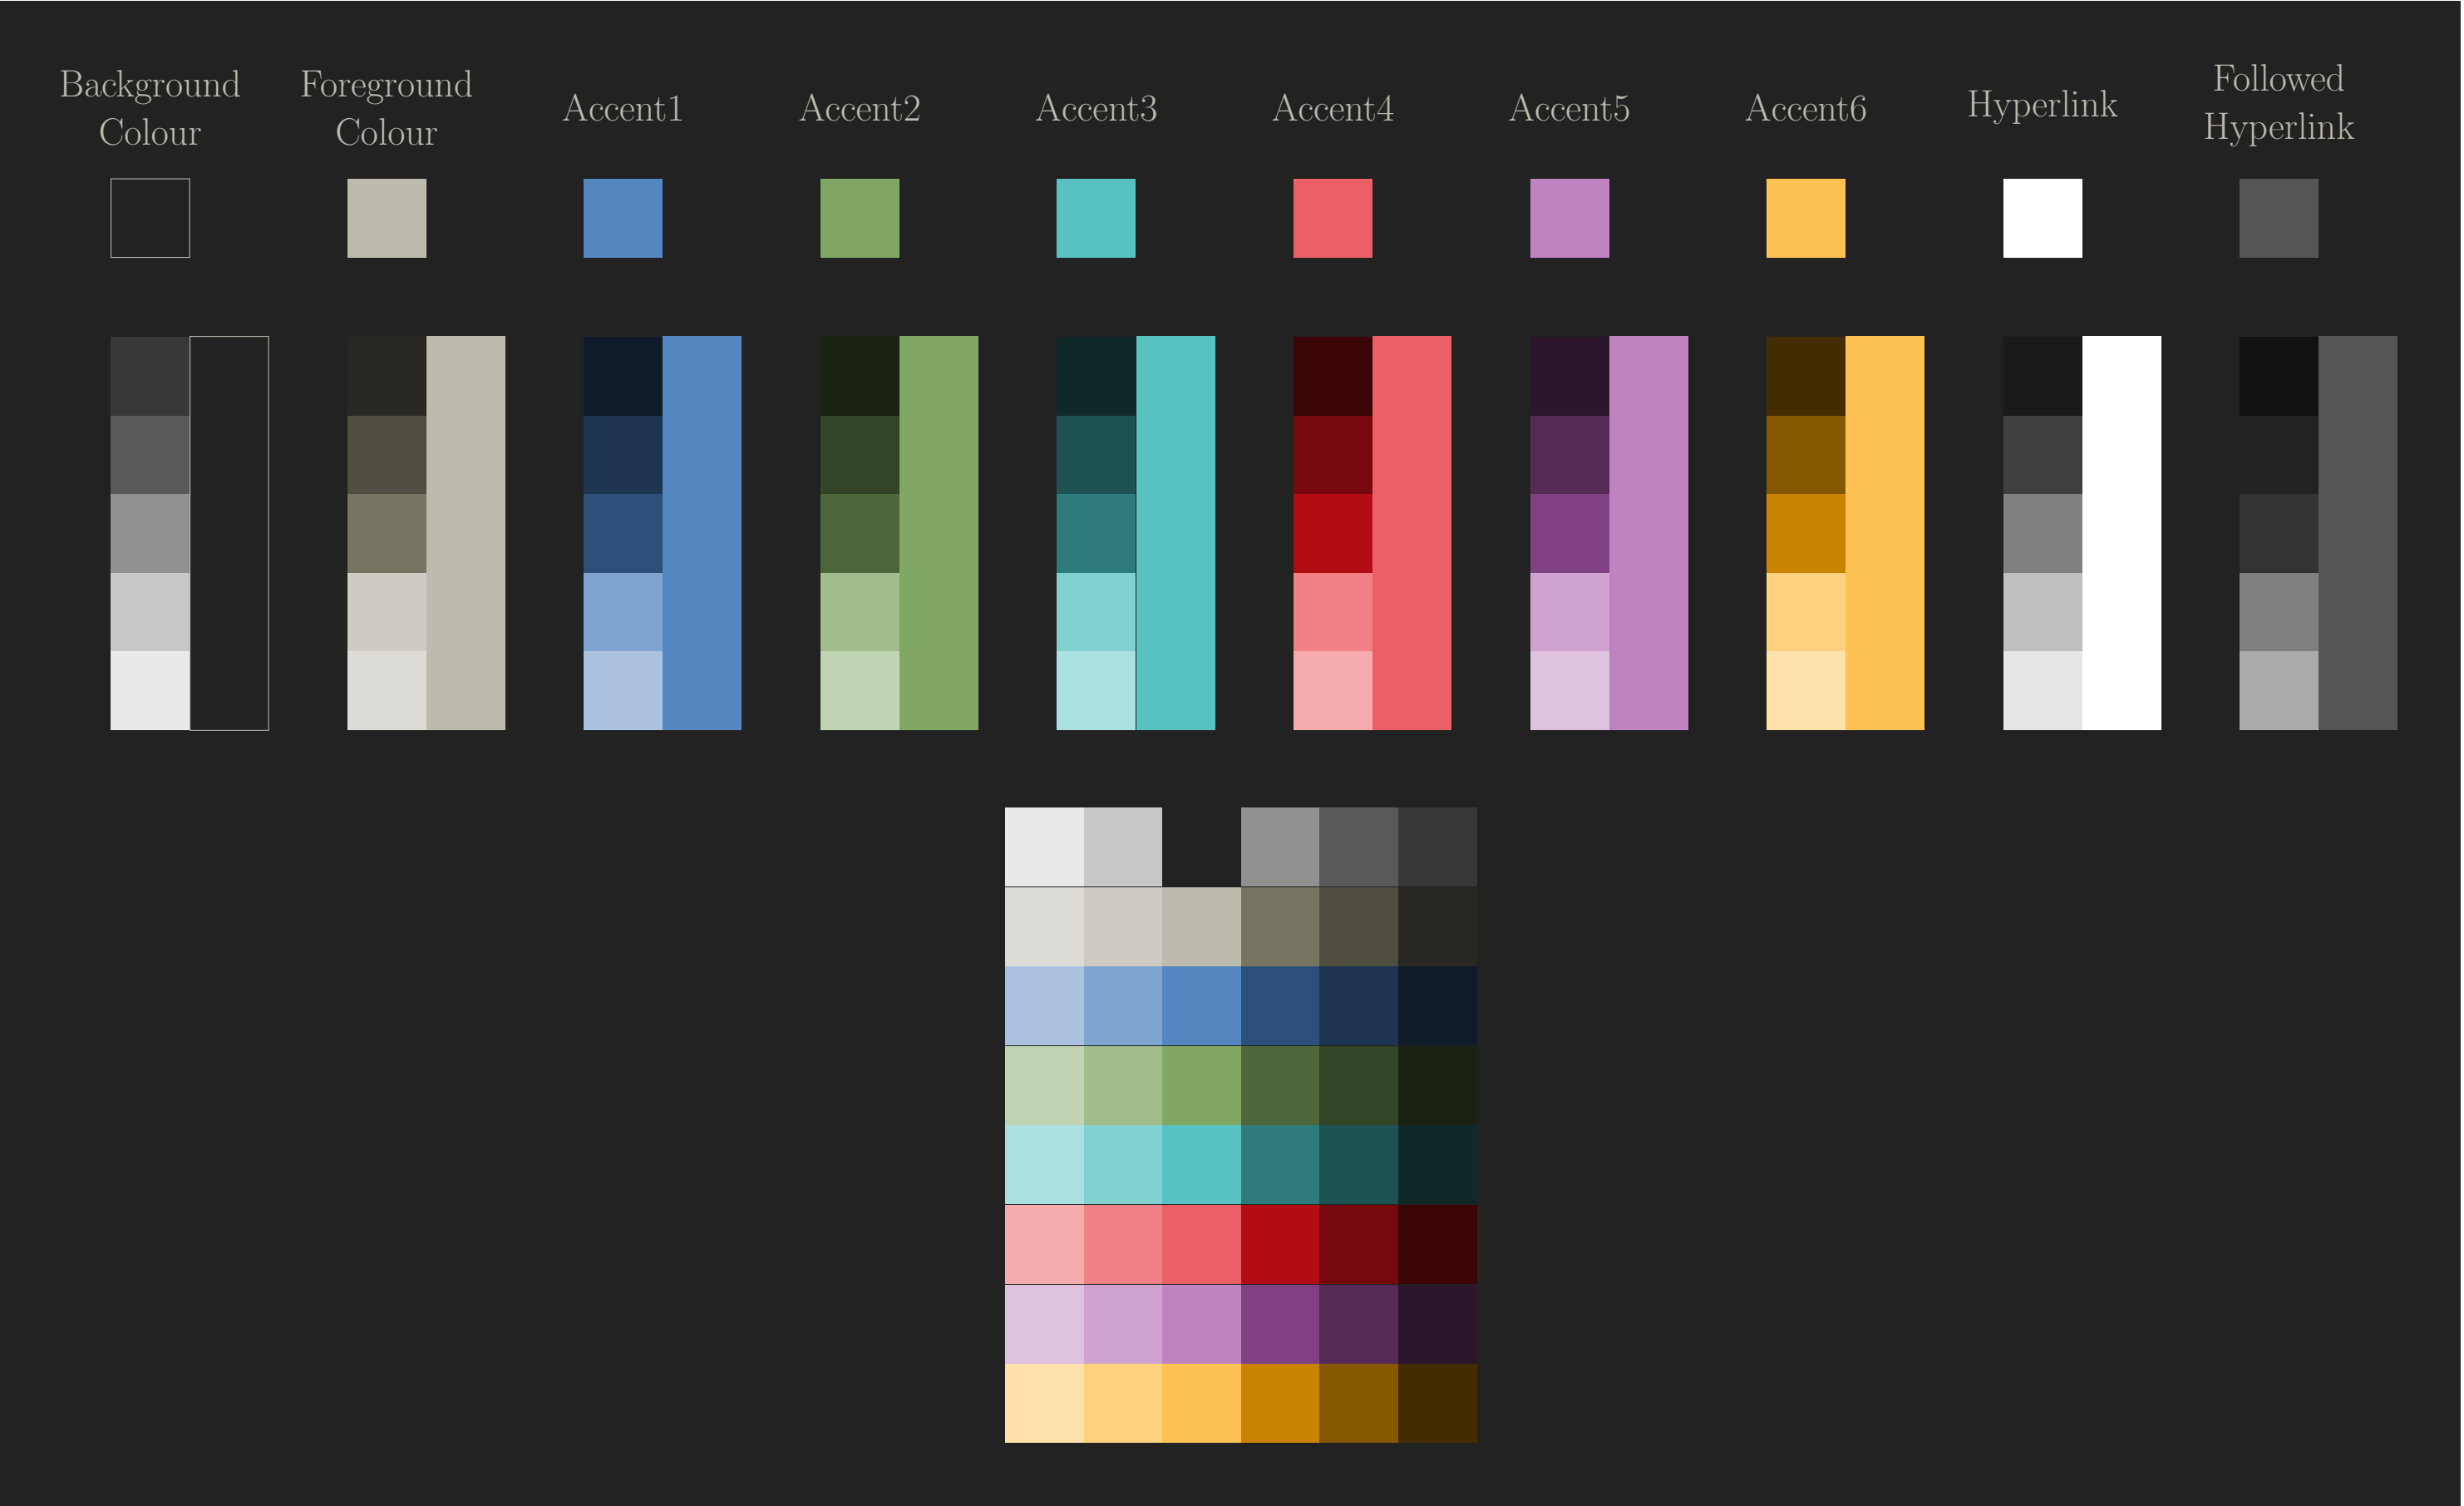 Background
Colour
Foreground
Colour
Accent1
Accent2
Accent3
Accent4
Accent5
Accent6
Hyperlink
Followed
Hyperlink